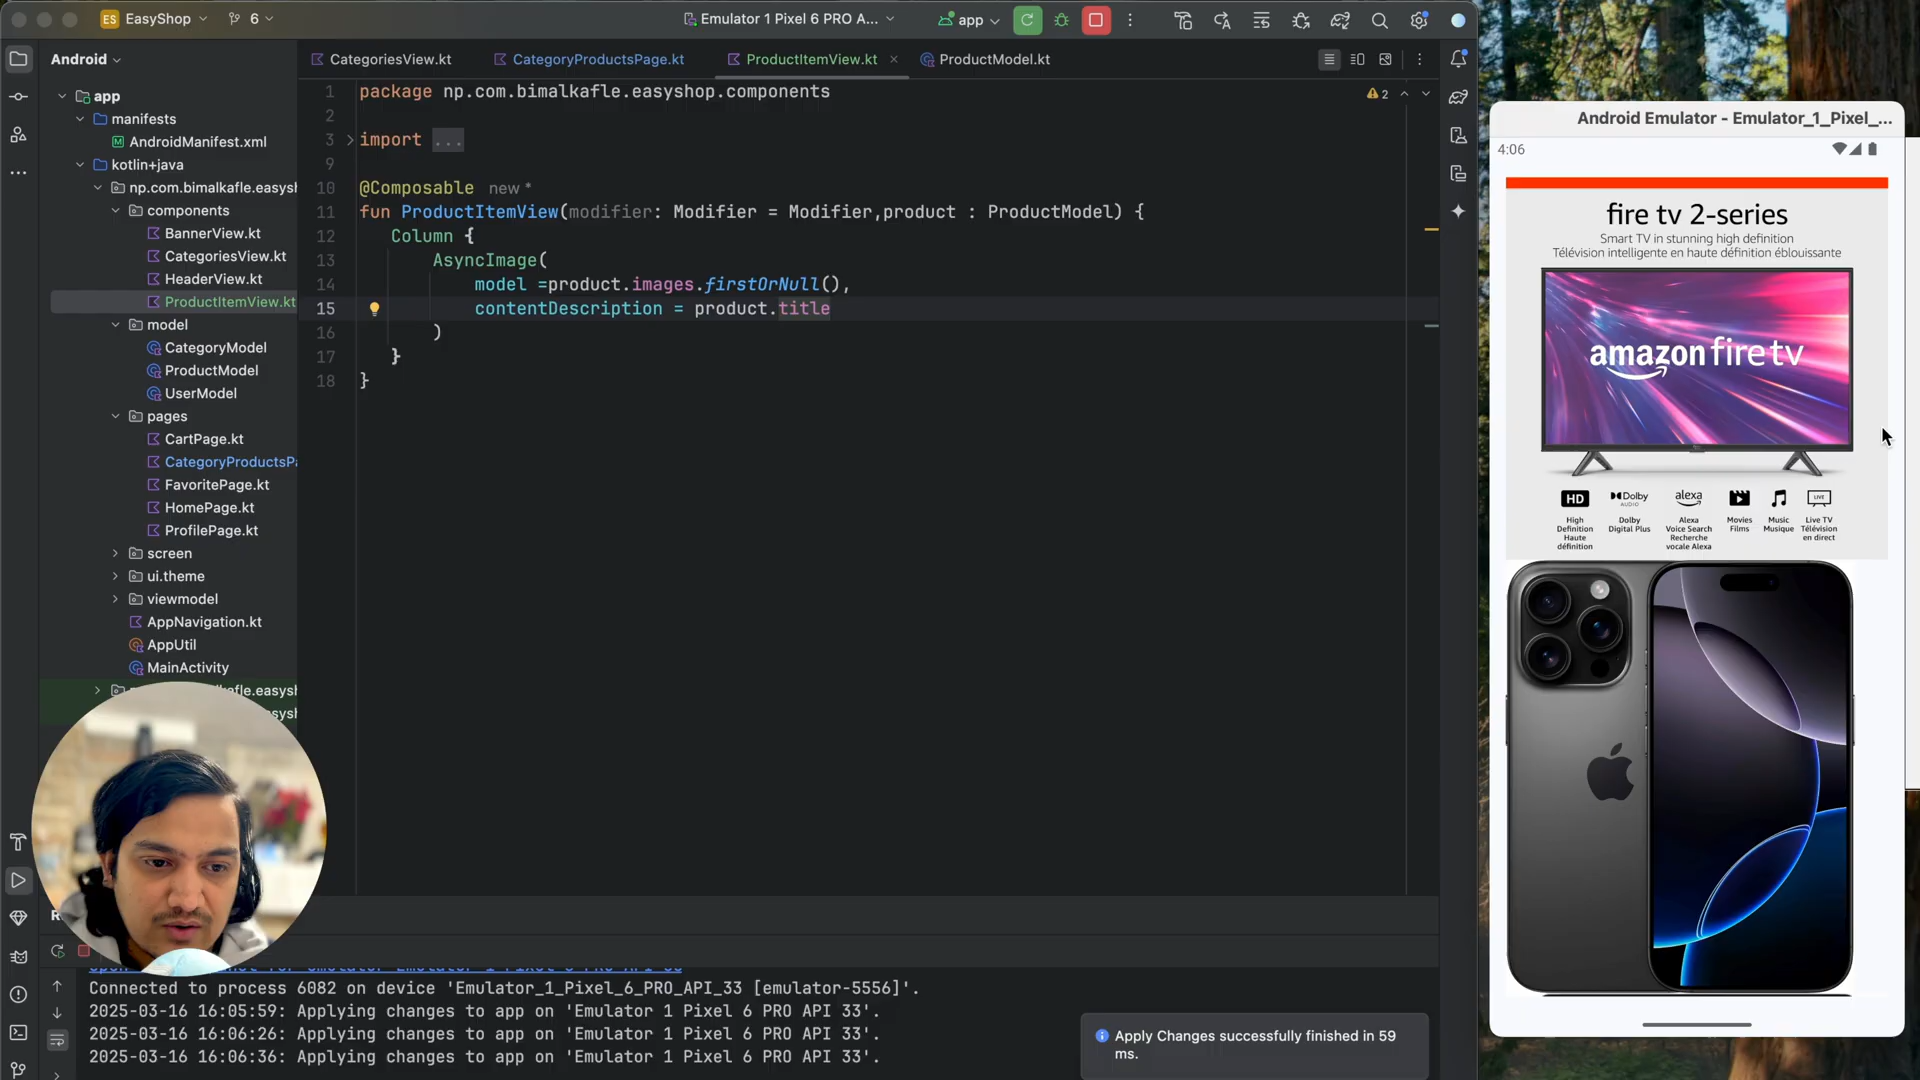 ES EasyShop
6
Emulator 1 Pixel 6 PRO A...
app
Android
CategoriesView.kt
CategoryProductsPage.kt
ProductItemView.kt
ProductModel.kt
app
manifests
AndroidManifest.xml
kotlin+java
np.com.bimalkafle.easysh
components
BannerView.kt
CategoriesView.kt
HeaderView.kt
ProductItemView.kt
model
CategoryModel
ProductModel
UserModel
pages
CartPage.kt
CategoryProductsPa
FavoritePage.kt
HomePage.kt
ProfilePage.kt
screen
ui.theme
viewmodel
AppNavigation.kt
AppUtil
MainActivity
1 package np.com.bimalkafle.easyshop.components
2
3 import ...
9
10 @Composable new *
11 fun ProductItemView(modifier: Modifier = Modifier,product : ProductModel) {
12 Column {
13 AsyncImage(
14 model =product.images.firstOrNull(),
15 contentDescription = product.title
16 )
17 }
18 }
2
Connected to process 6082 on device 'Emulator_1_Pixel_6_PRO_API_33 [emulator-5556]'.
2025-03-16 16:05:59: Applying changes to app on 'Emulator 1 Pixel 6 PRO API 33'.
2025-03-16 16:06:26: Applying changes to app on 'Emulator 1 Pixel 6 PRO API 33'.
2025-03-16 16:06:36: Applying changes to app on 'Emulator 1 Pixel 6 PRO API 33'.
Apply Changes successfully finished in 59
ms.
Android Emulator - Emulator_1_Pixel_...
4:06
fire tv 2-series
Smart TV in stunning high definition
Télévision intelligente en haute définition éblouissante
amazon fire tv
HD
High
Definition
Haute
définition
Dolby
AUDIO
Dolby
Digital Plus
alexa
Alexa
Voice Search
Recherche
vocale Alexa
Movies
Films
Music
Musique
LIVE
Live TV
Télévision
en direct